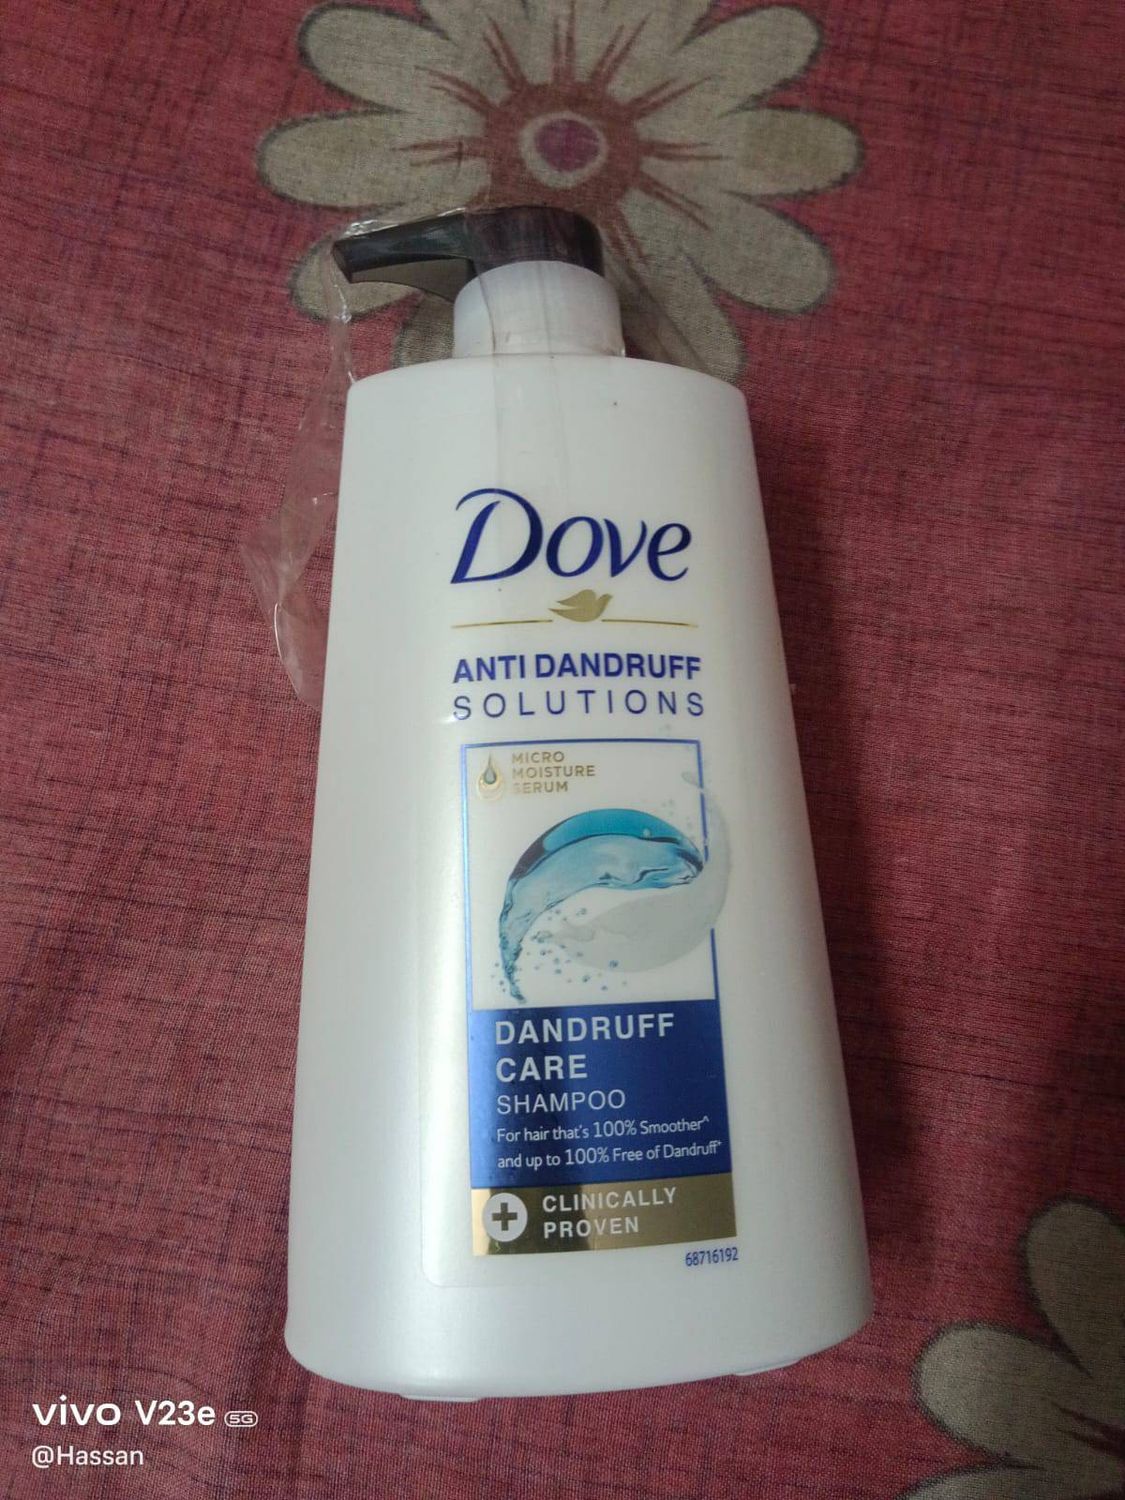 Dove
ANTI DANDRUFF
SOLUTIONS
MICRO
MOISTURE
SERUM
DANDRUFF
CARE
SHAMPOO
For hair that's 100% Smoother^
and up to 100% Free of Dandruff*
CLINICALLY
PROVEN
68716192
vivo V23e 5G
@Hassan